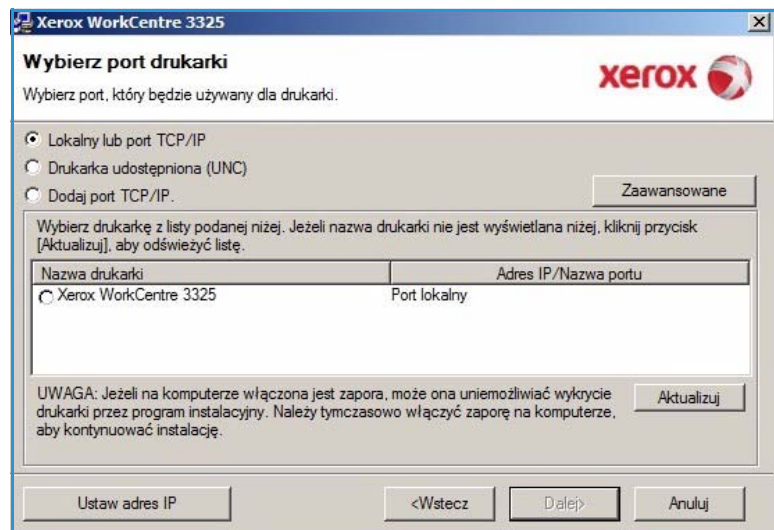 Xerox WorkCentre 3325
Wybierz port drukarki
Wybierz port, który będzie używany dla drukarki.
xerox
Lokalny lub port TCP/IP
Drukarka udostępniona (UNC)
Dodaj port TCP/IP.
Zaawansowane
Wybierz drukarkę z listy podanej niżej. Jeżeli nazwa drukarki nie jest wyświetlana niżej, kliknij przycisk
[Aktualizuj], aby odświeżyć listę.
Nazwa drukarki Adres IP/Nazwa portu
Xerox WorkCentre 3325 Port lokalny
UWAGA: Jeżeli na komputerze włączona jest zapora, może ona uniemożliwiać wykrycie
drukarki przez program instalacyjny. Należy tymczasowo włączyć zaporę na komputerze,
aby kontynuować instalację.
Aktualizuj
Ustaw adres IP <Wstecz Dalej> Anuluj